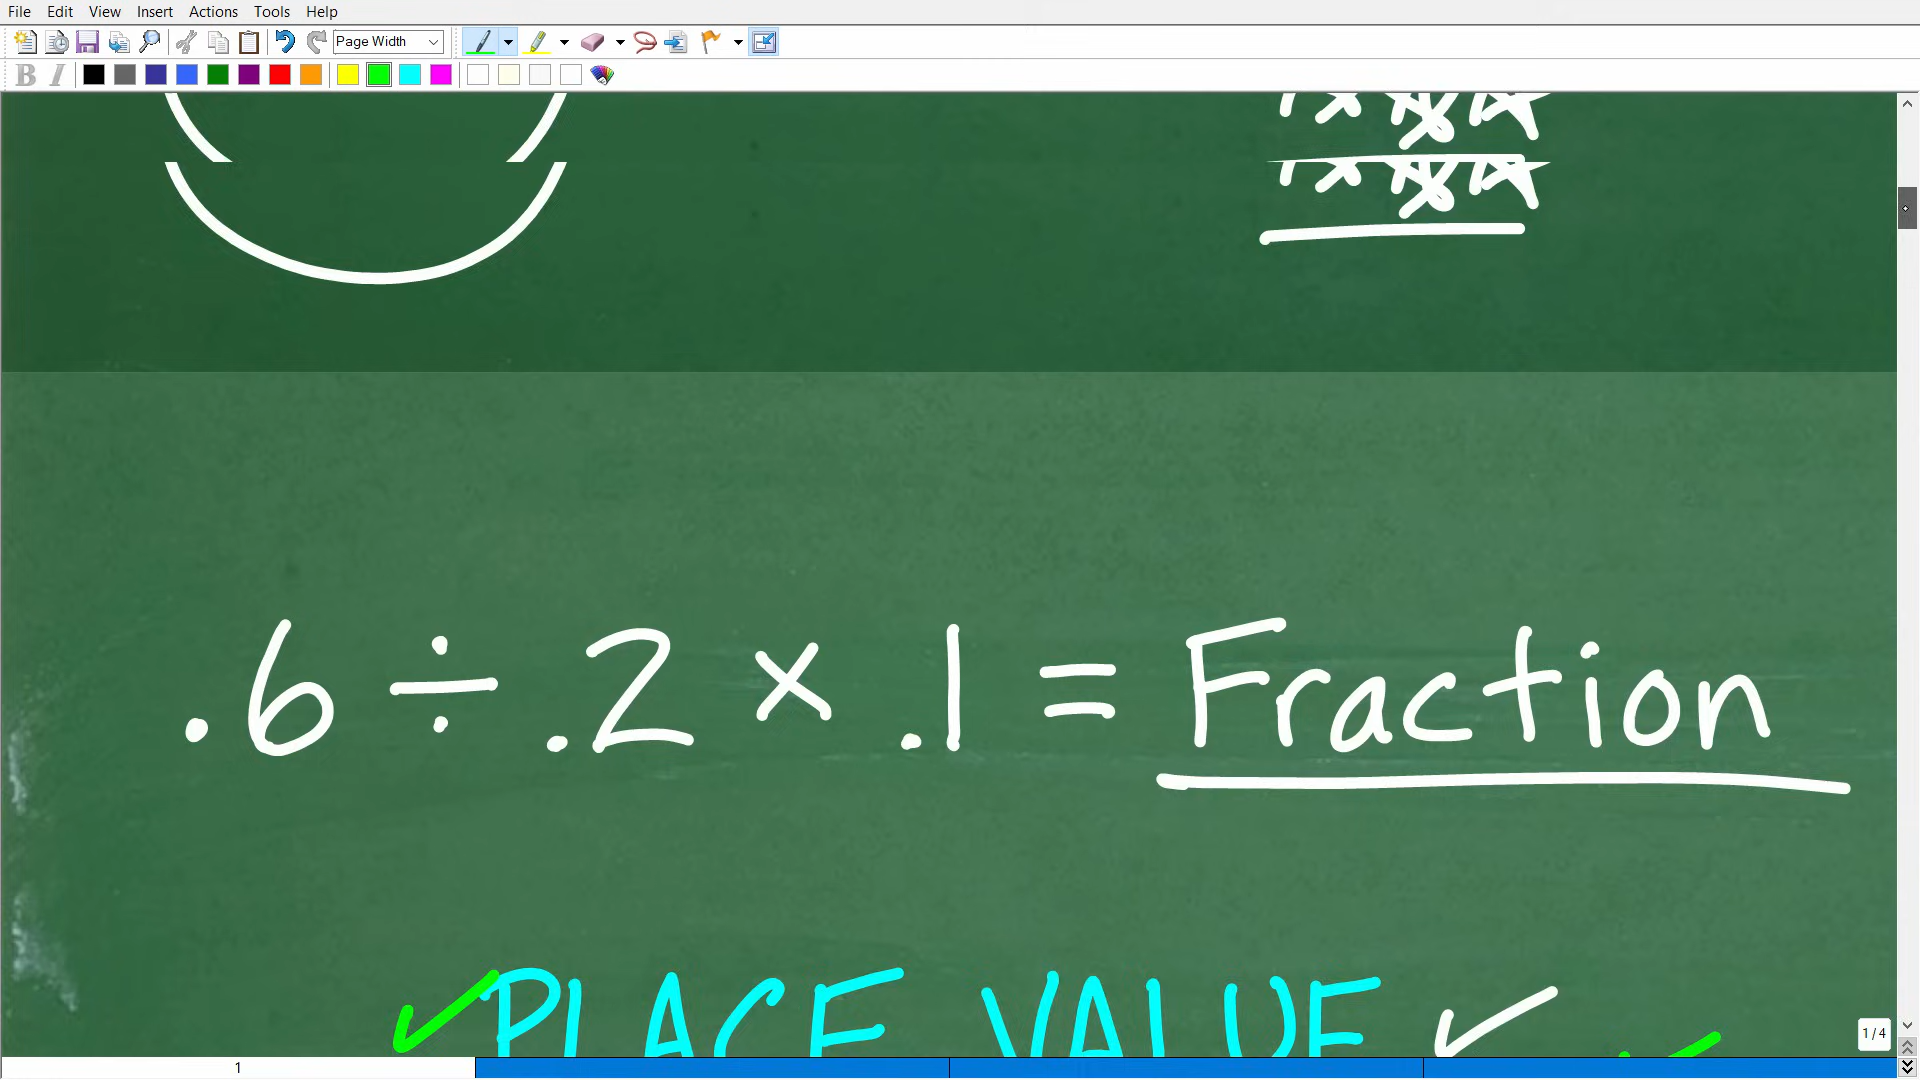 File Edit View Insert Actions Tools Help
Page Width
B I
.6 ÷ .2 × .1 = Fraction
PLACE VALUE
1 / 4
1